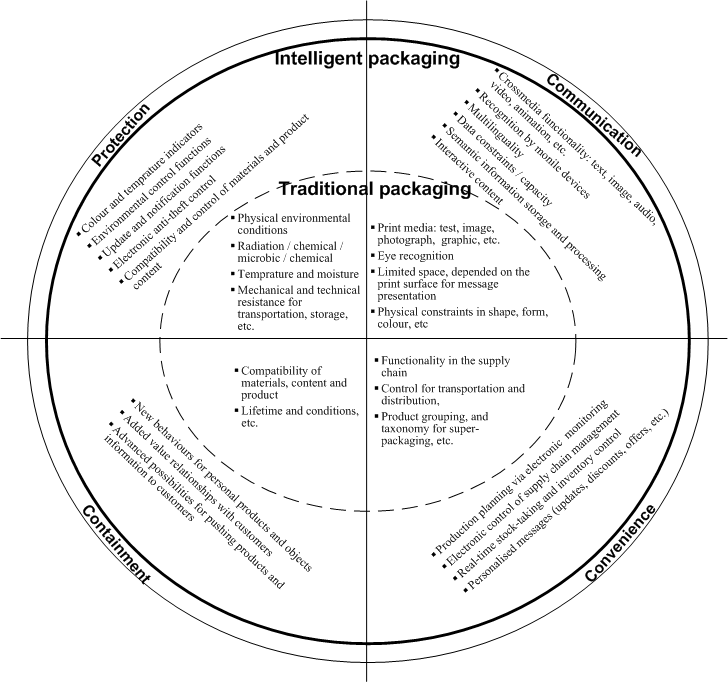 Intelligent packaging
Protection
▪ Colour and temprature indicators
▪ Environmental control functions
▪ Update and notification functions
▪ Electronic anti-theft control
▪ Compatibility and control of materials and product
content
Communication
▪ Crossmedia functionality: text, image, audio,
video, animation, etc.
▪ Recognition by monile devices
▪ Multilinguality
▪ Data constraints / capacity
▪ Semantic information storage and processing
▪ Interactive content
Traditional packaging
▪ Physical environmental
conditions
▪ Radiation / chemical /
microbic / chemical
▪ Temprature and moisture
▪ Mechanical and technical
resistance for
transportation, storage,
etc.
▪ Print media: test, image,
photograph, graphic, etc.
▪ Eye recognition
▪ Limited space, depended on the
print surface for message
presentation
▪ Physical constraints in shape, form,
colour, etc
▪ Compatibility of
materials, content and
product
▪ Lifetime and conditions,
etc.
▪ Functionality in the supply
chain
▪ Control for transportation and
distribution,
▪ Product grouping, and
taxonomy for super-
packaging, etc.
Containment
▪ New behaviours for personal products and objects
▪ Added value relationships with customers
▪ Advanced possibilities for pushing products and
information to customers
Convenience
▪ Production planning via electronic monitoring
▪ Electronic control of supply chain management
▪ Real-time stock-taking and inventory control
▪ Personalised messages (updates, discounts, offers, etc.)